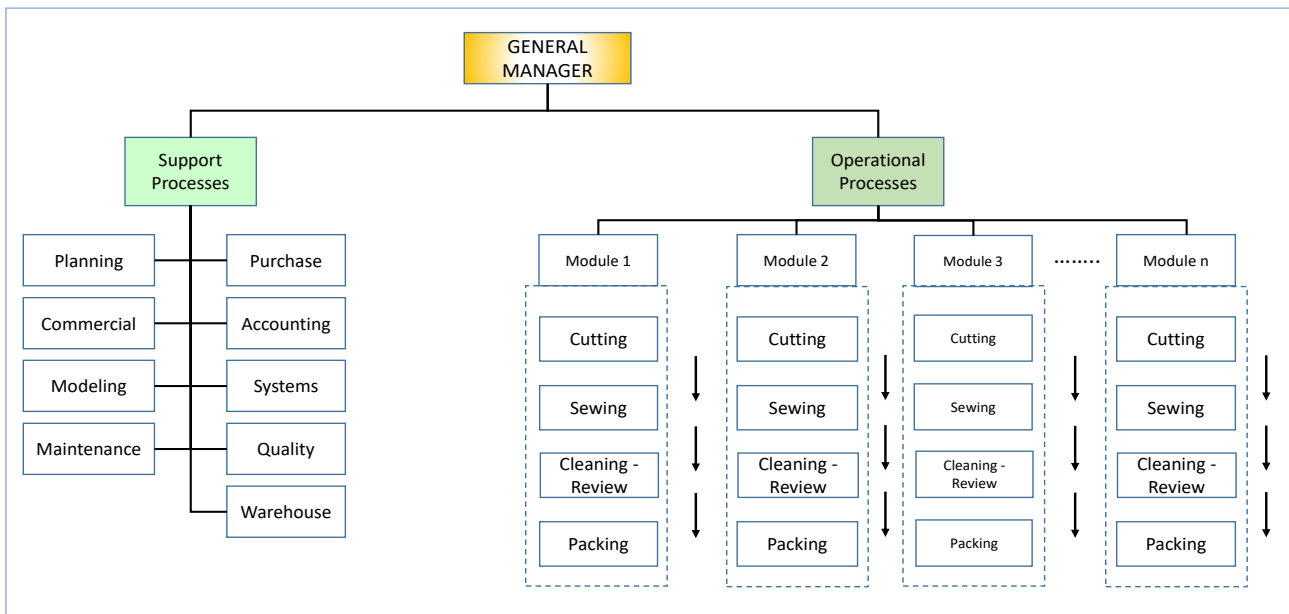 GENERAL
MANAGER
Support
Processes
Operational
Processes
Planning
Purchase
Commercial
Accounting
Modeling
Systems
Maintenance
Quality
Warehouse
Module 1
Module 2
Module 3
........
Module n
Cutting
Cutting
Cutting
Cutting
Sewing
Sewing
Sewing
Sewing
Cleaning -
Review
Cleaning -
Review
Cleaning -
Review
Cleaning -
Review
Packing
Packing
Packing
Packing